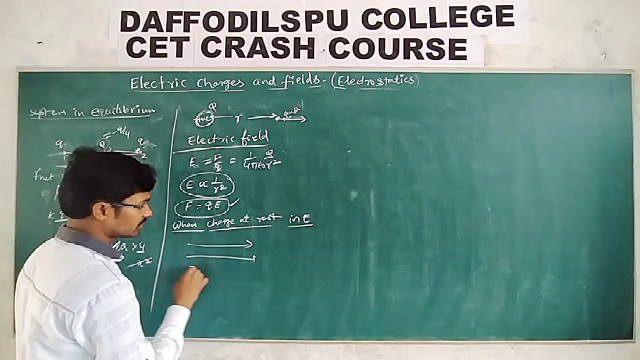 DAFFODILSPU COLLEGE
CET CRASH COURSE
Electric Charges and fields. (Electrostatics)
System in equilibrium
Q
r
Electric field
E = F/q = 1/4πε0 Q/r2
E ∝ 1/r2
F = qE
When charge at rest in E